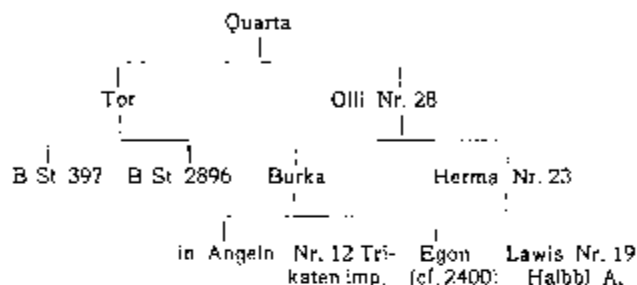 Quarta
Tor Olli Nr. 28
B St 397 B St 2896 Burka Herma Nr. 23
in Angeln Nr. 12 Tri- Egon Lawis Nr. 19
katen imp. (cf. 2400) Halbbl A.